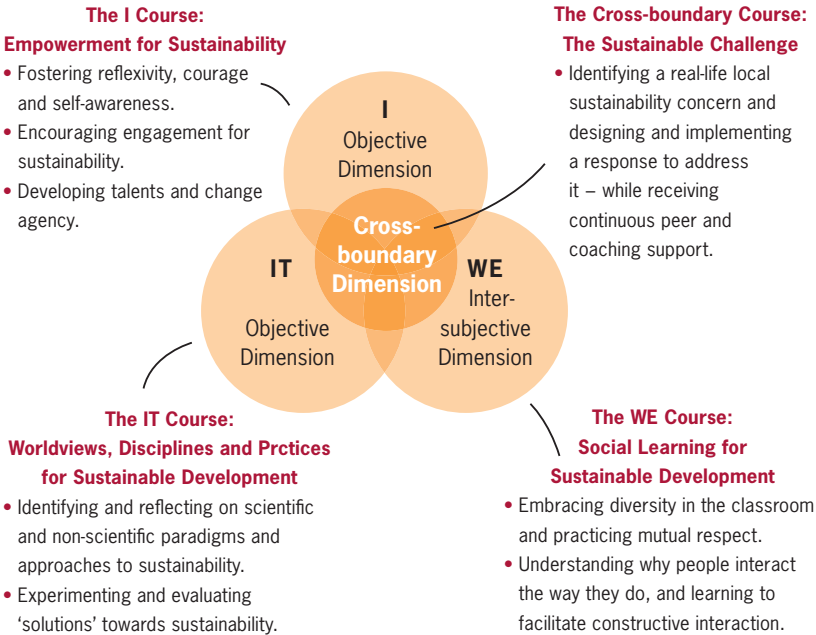 The I Course:
Empowerment for Sustainability
• Fostering reflexivity, courage
and self-awareness.
• Encouraging engagement for
sustainability.
• Developing talents and change
agency.
The Cross-boundary Course:
The Sustainable Challenge
• Identifying a real-life local
sustainability concern and
designing and implementing
a response to address
it – while receiving
continuous peer and
coaching support.
I
Objective
Dimension
Cross-
boundary
Dimension
IT
Objective
Dimension
WE
Inter-
subjective
Dimension
The IT Course:
Worldviews, Disciplines and Prctices
for Sustainable Development
• Identifying and reflecting on scientific
and non-scientific paradigms and
approaches to sustainability.
• Experimenting and evaluating
‘solutions’ towards sustainability.
The WE Course:
Social Learning for
Sustainable Development
• Embracing diversity in the classroom
and practicing mutual respect.
• Understanding why people interact
the way they do, and learning to
facilitate constructive interaction.